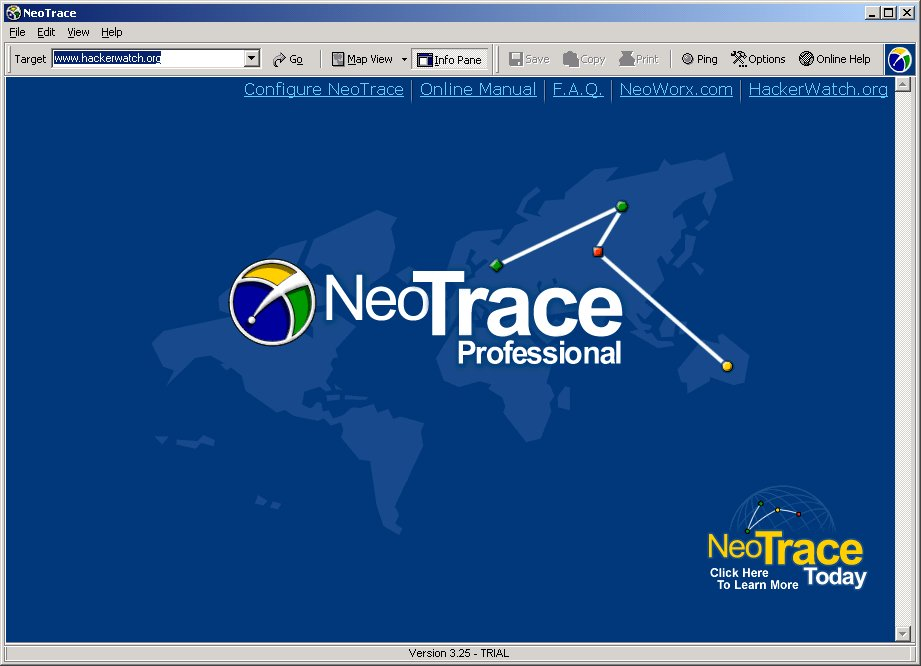 NeoTrace
File Edit View Help
Target www.hackerwatch.org Go Map View Info Pane Save Copy Print Ping Options Online Help
Configure NeoTrace Online Manual F.A.Q. NeoWorx.com HackerWatch.org
NeoTrace
Professional
NeoTrace
Click Here Today
To Learn More
Version 3.25 - TRIAL